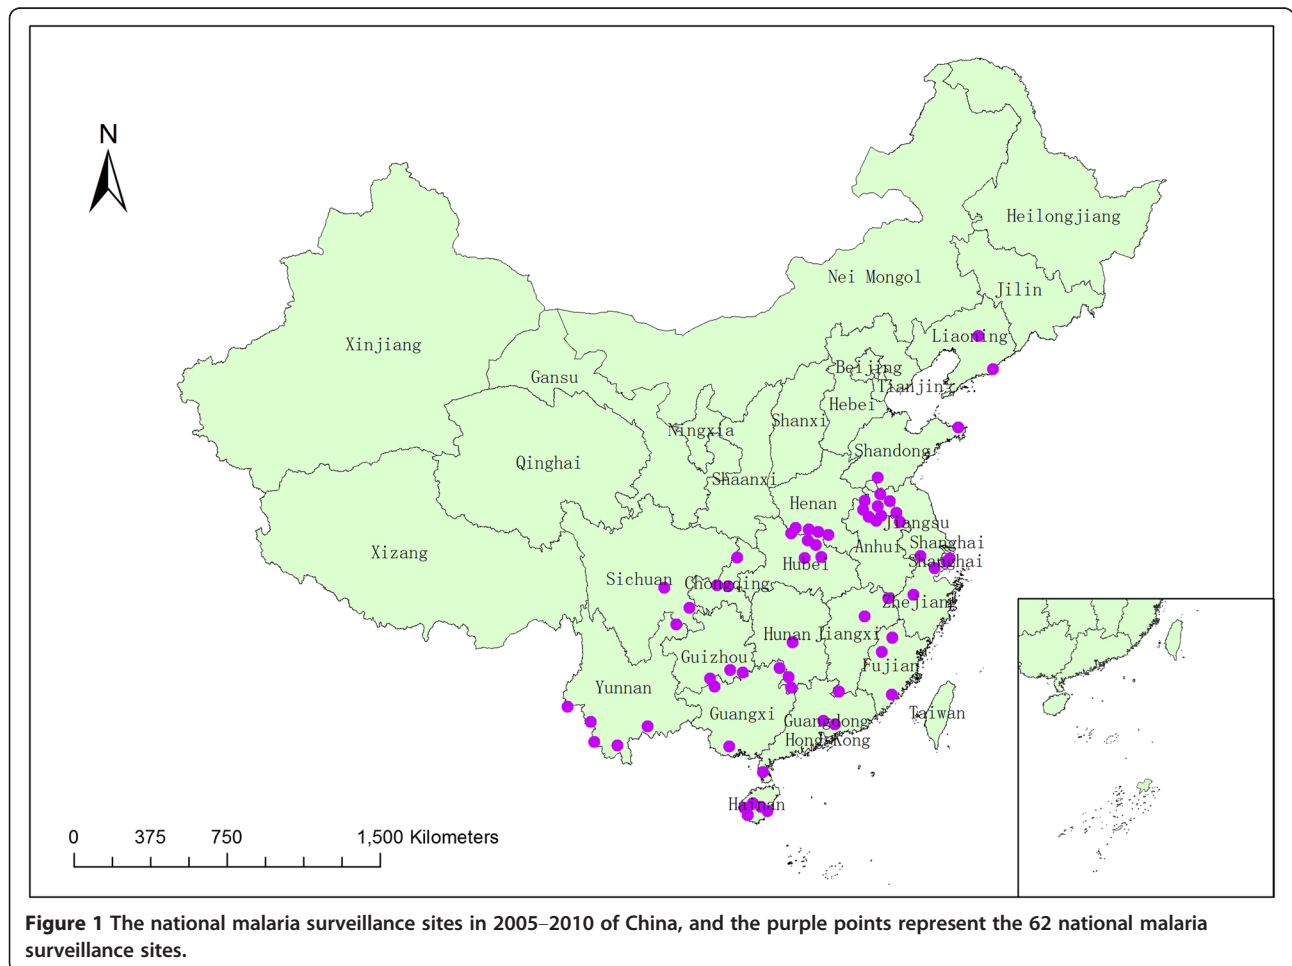 N
Heilongjiang
Nei Mongol
Jilin
Liaoning
Xinjiang
Beijing
Gansu
Tianjin
Hebei
Shanxi
Ningxia
Shandong
Qinghai
Shaanxi
Henan
Jiangsu
Shanghai
Anhui
Xizang
Hubei
Shanghai
Sichuan
Chongqing
Zhejian
Hunan
Jiangxi
Guizhou
Fujian
Yunnan
Guangxi
Taiwan
Guangdong
Hond Kong
Hainan
0 375 750 1,500 Kilometers
Figure 1 The national malaria surveillance sites in 2005–2010 of China, and the purple points represent the 62 national malaria
surveillance sites.